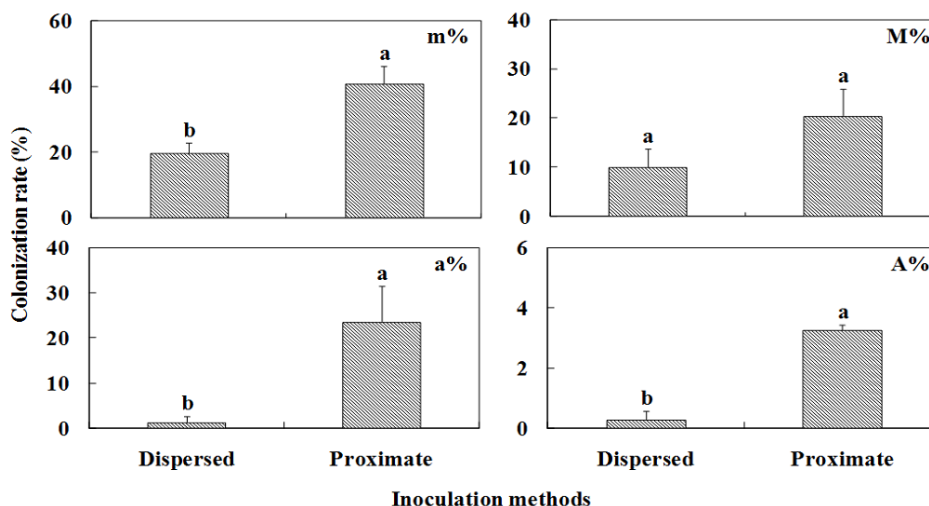 Colonization rate (%)
60
40
20
0
m%
b
a
40
30
20
10
0
M%
a
a
40
30
20
10
0
a%
b
a
Dispersed
Proximate
6
4
2
0
A%
b
a
Dispersed
Proximate
Inoculation methods